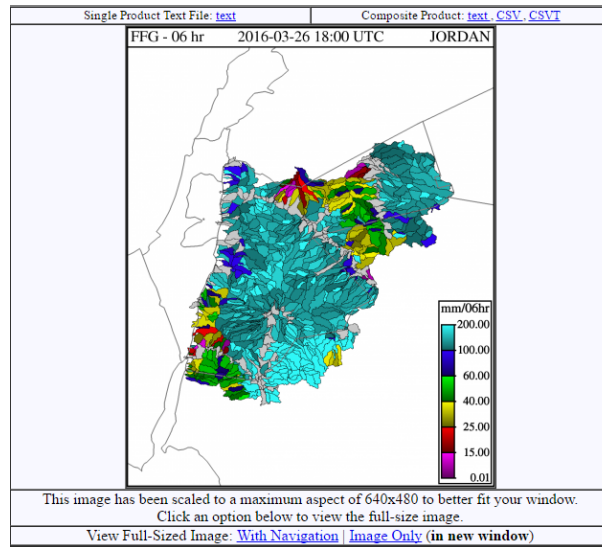 Single Product Text File: text
Composite Product: text , CSV , CSVT
FFG - 06 hr 2016-03-26 18:00 UTC JORDAN
mm/06hr
200.00
100.00
60.00
40.00
25.00
15.00
0.01
This image has been scaled to a maximum aspect of 640x480 to better fit your window.
Click an option below to view the full-size image.
View Full-Sized Image: With Navigation | Image Only (in new window)